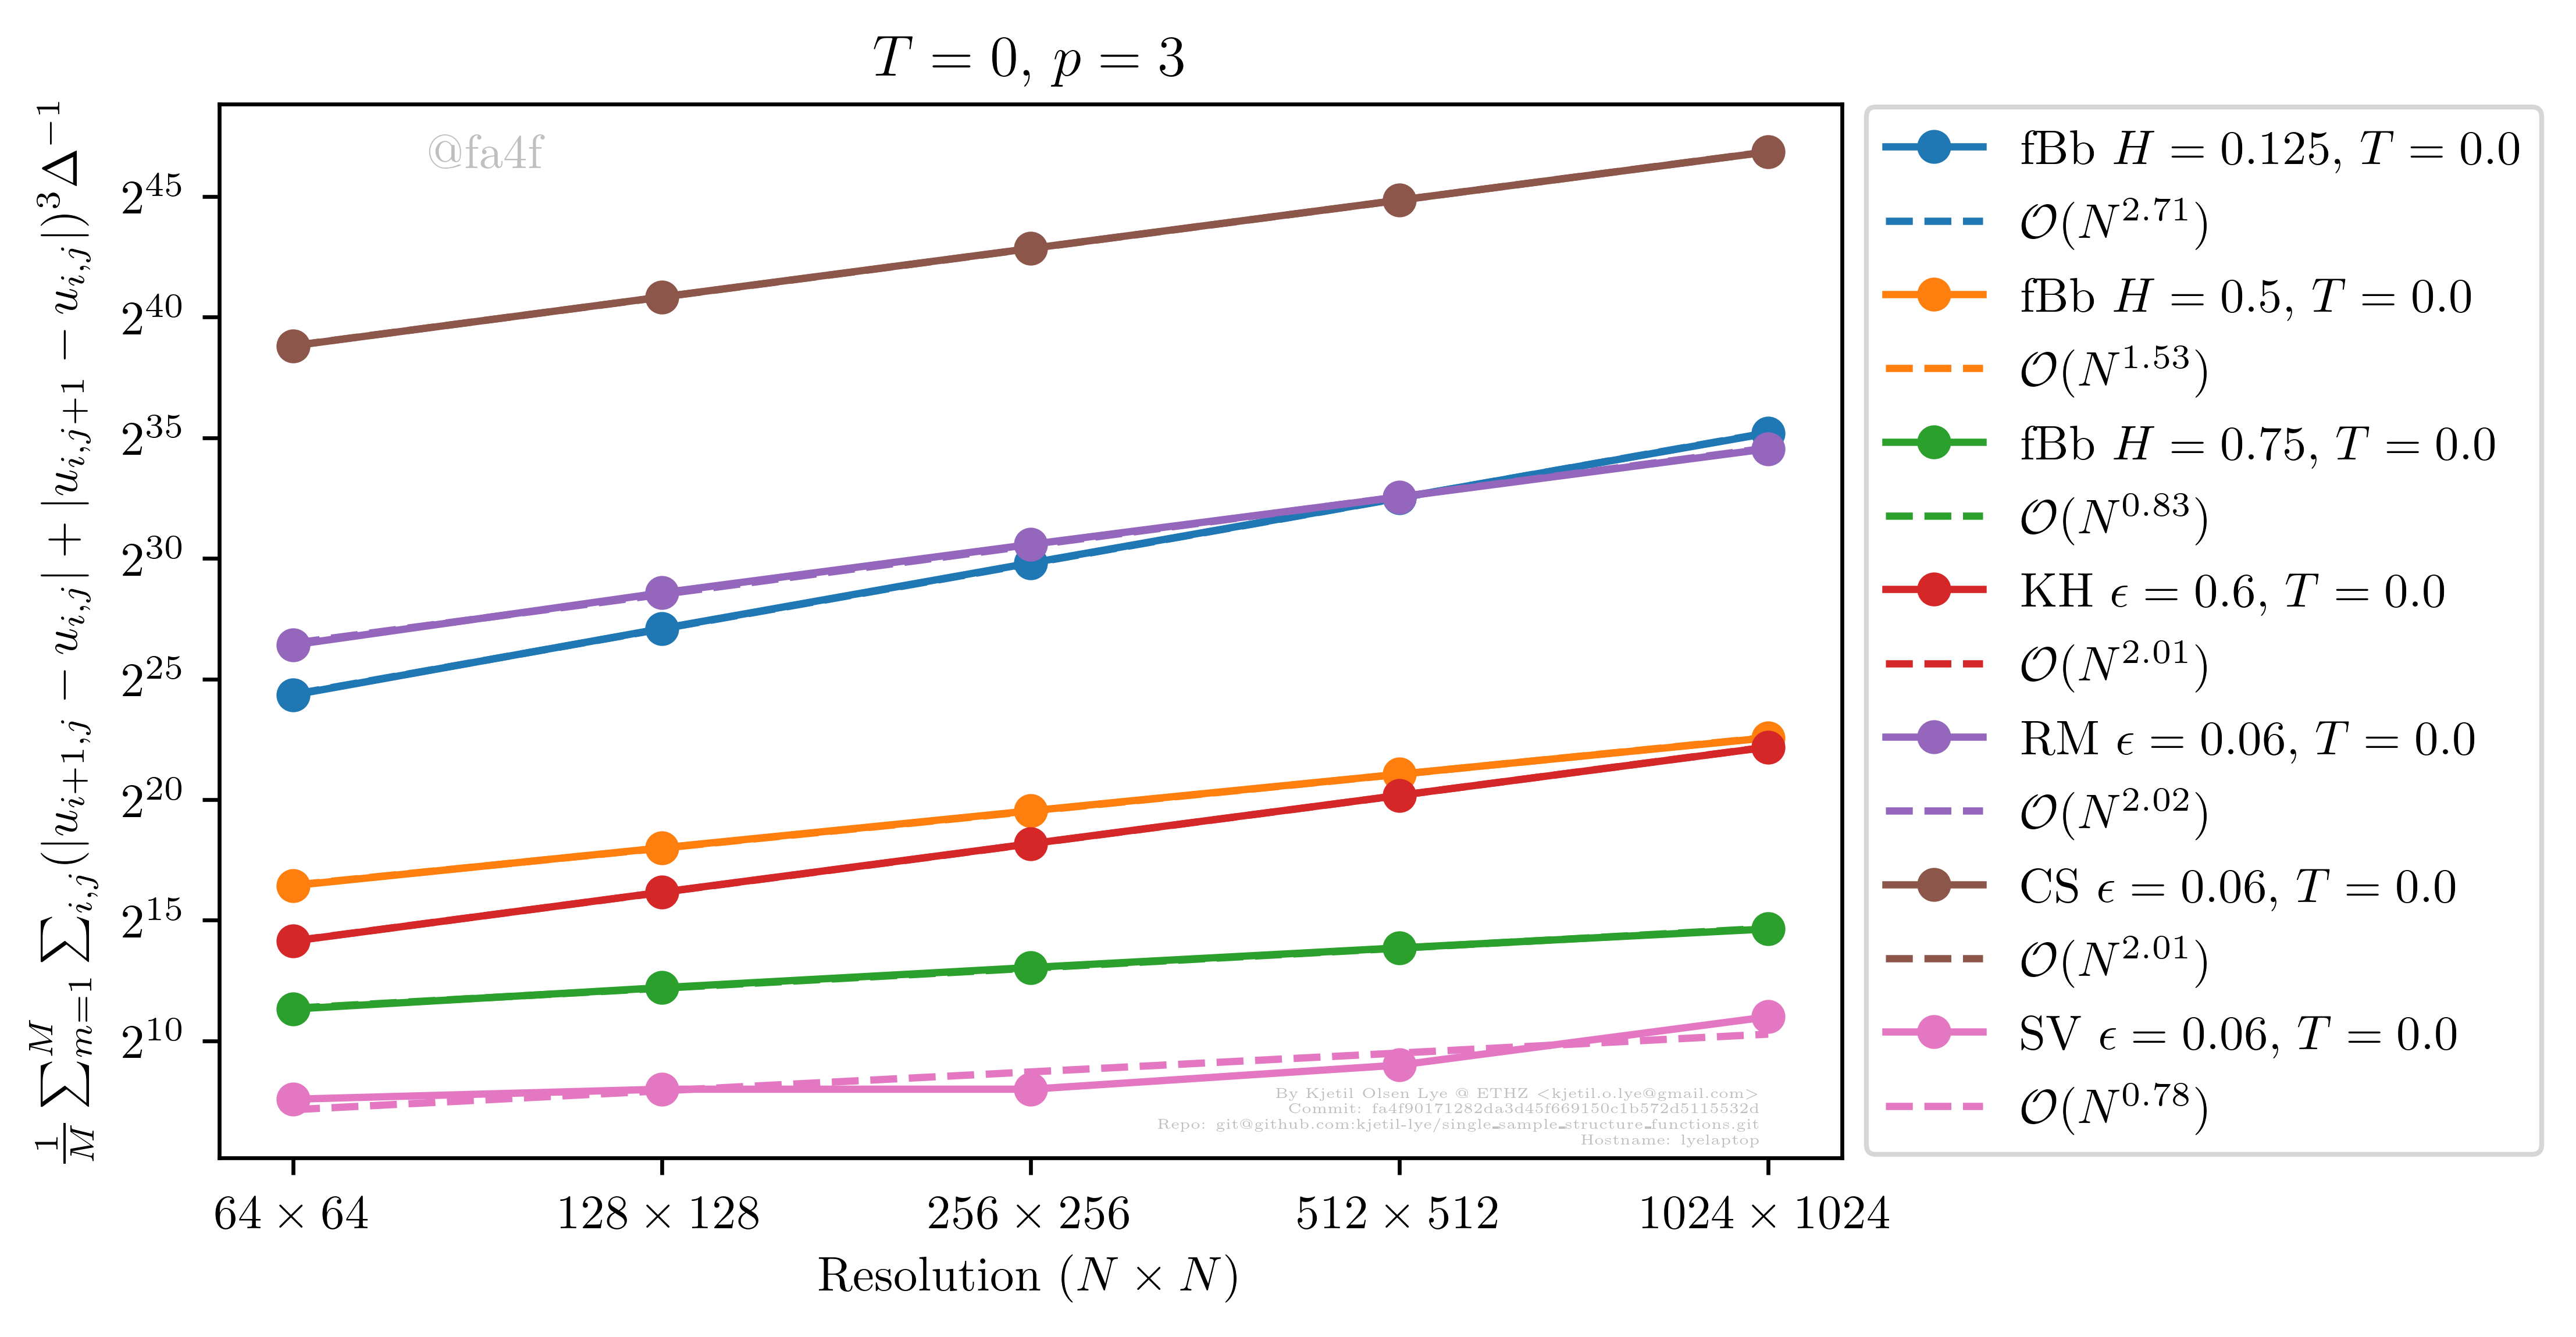 T = 0, p = 3
@fa4f
1/M ∑_{m=1}^{M} ∑_{i,j}(|u_{i+1,j} − u_{i,j}| + |u_{i,j+1} − u_{i,j}|)^3 Δ^{−1}
2^{45}
2^{40}
2^{35}
2^{30}
2^{25}
2^{20}
2^{15}
2^{10}
By Kjetil Olsen Lye @ ETHZ <kjetil.o.lye@gmail.com>
Commit: fa4f90171282da3d45f669150c1b572d5115532d
Repo: git@github.com:kjetil-lye/single_sample_structure_functions.git
Hostname: lyelaptop
64 × 64 128 × 128 256 × 256 512 × 512 1024 × 1024
Resolution (N × N)
fBb H = 0.125, T = 0.0
𝒪(N^{2.71})
fBb H = 0.5, T = 0.0
𝒪(N^{1.53})
fBb H = 0.75, T = 0.0
𝒪(N^{0.83})
KH ϵ = 0.6, T = 0.0
𝒪(N^{2.01})
RM ϵ = 0.06, T = 0.0
𝒪(N^{2.02})
CS ϵ = 0.06, T = 0.0
𝒪(N^{2.01})
SV ϵ = 0.06, T = 0.0
𝒪(N^{0.78})